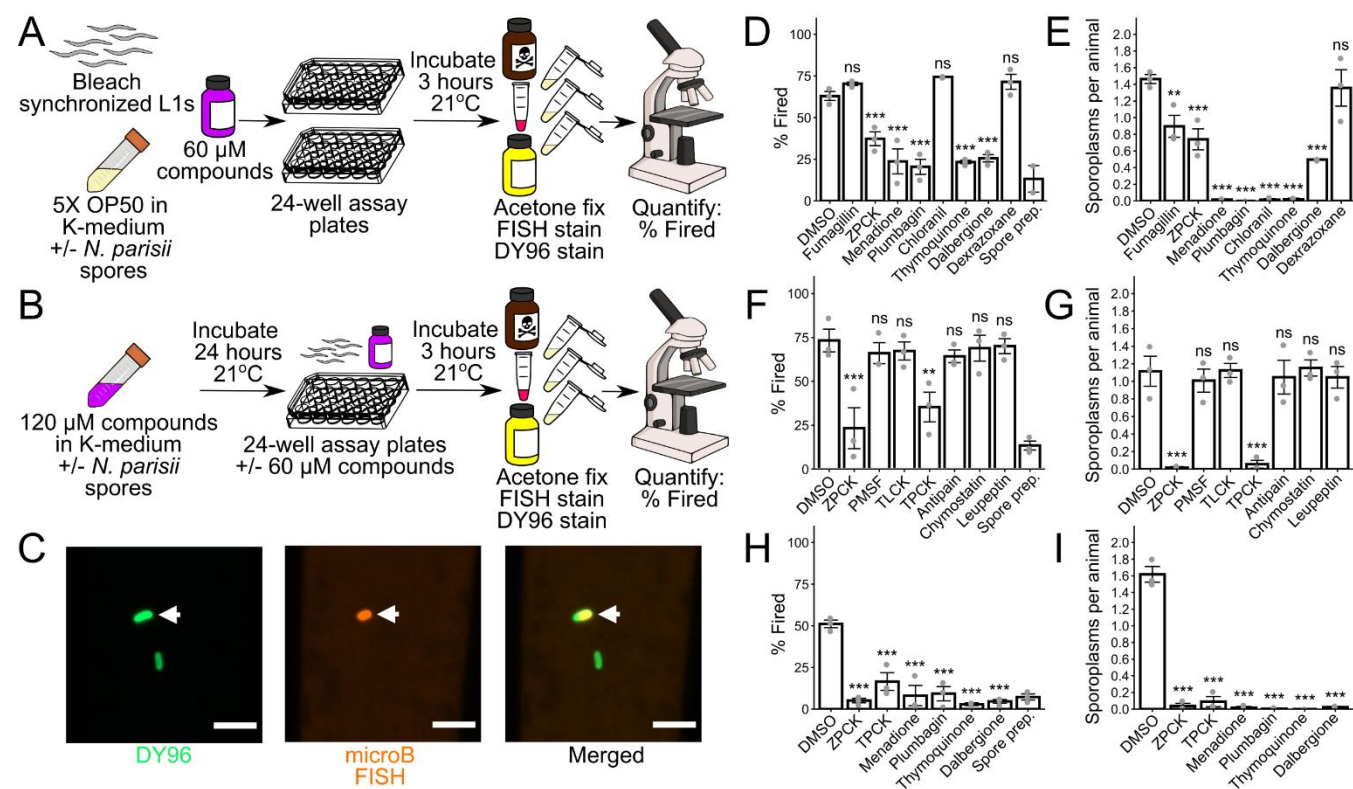 A
Bleach
synchronized L1s
60 µM
compounds
5X OP50 in
K-medium
+/- N. parisii
spores
24-well assay
plates
Incubate
3 hours
21°C
Acetone fix
FISH stain
DY96 stain
Quantify:
% Fired
B
Incubate
24 hours
21°C
120 µM compounds
in K-medium
+/- N. parisii
spores
24-well assay plates
+/- 60 µM compounds
Incubate
3 hours
21°C
Acetone fix
FISH stain
DY96 stain
Quantify:
% Fired
C
DY96
microB
FISH
Merged
D
% Fired
100
75
50
25
0
ns
***
***
***
ns
***
***
ns
DMSO
Fumagillin
ZPCK
Menadione
Plumbagin
Chloranil
Thymoquinone
Dalbergione
Dexrazoxane
Spore prep.
E
Sporoplasms per animal
2.0
1.8
1.6
1.4
1.2
1.0
0.8
0.6
0.4
0.2
0.0
**
***
***
***
***
***
***
ns
DMSO
Fumagillin
ZPCK
Menadione
Plumbagin
Chloranil
Thymoquinone
Dalbergione
Dexrazoxane
F
% Fired
100
75
50
25
0
***
ns
ns
**
ns
ns
ns
DMSO
ZPCK
PMSF
TLCK
TPCK
Antipain
Chymostatin
Leupeptin
Spore prep.
G
Sporoplasms per animal
2.0
1.8
1.6
1.4
1.2
1.0
0.8
0.6
0.4
0.2
0.0
***
ns
ns
***
ns
ns
ns
DMSO
ZPCK
PMSF
TLCK
TPCK
Antipain
Chymostatin
Leupeptin
H
% Fired
100
75
50
25
0
***
***
***
***
***
***
DMSO
ZPCK
TPCK
Menadione
Plumbagin
Thymoquinone
Dalbergione
Spore prep.
I
Sporoplasms per animal
2.0
1.8
1.6
1.4
1.2
1.0
0.8
0.6
0.4
0.2
0.0
***
***
***
***
***
***
DMSO
ZPCK
TPCK
Menadione
Plumbagin
Thymoquinone
Dalbergione